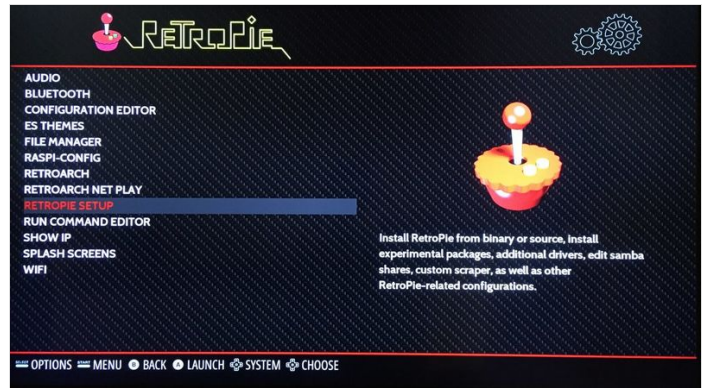 RETROPIE
AUDIO
BLUETOOTH
CONFIGURATION EDITOR
ES THEMES
FILE MANAGER
RASPI-CONFIG
RETROARCH
RETROARCH NET PLAY
RETROPIE SETUP
RUN COMMAND EDITOR
SHOW IP
SPLASH SCREENS
WIFI
Install RetroPie from binary or source, install
experimental packages, additional drivers, edit samba
shares, custom scraper, as well as other
RetroPie-related configurations.
SELECT OPTIONS START MENU B BACK A LAUNCH SYSTEM CHOOSE